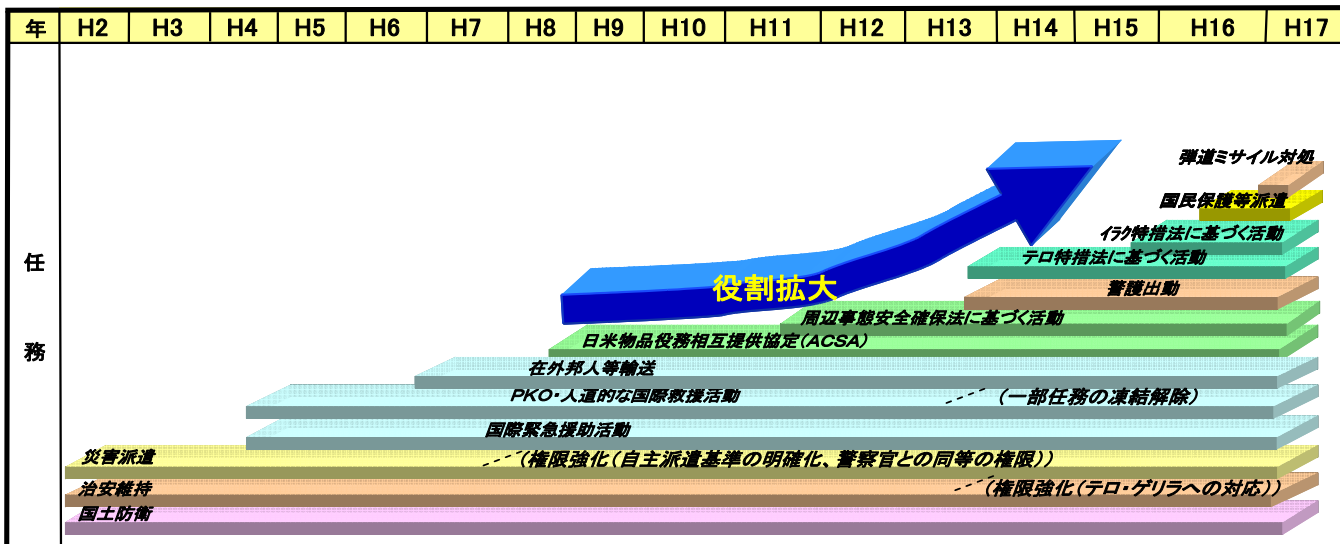 年 H2 H3 H4 H5 H6 H7 H8 H9 H10 H11 H12 H13 H14 H15 H16 H17
任務
弾道ミサイル対処
国民保護等派遣
イラク特措法に基づく活動
テロ特措法に基づく活動
警護出動
役割拡大
周辺事態安全確保法に基づく活動
日米物品役務相互提供協定(ACSA)
在外邦人等輸送
PKO・人道的な国際救援活動 (一部任務の凍結解除)
国際緊急援助活動
災害派遣 (権限強化(自主派遣基準の明確化、警察官との同等の権限))
治安維持 (権限強化(テロ・ゲリラへの対応))
国土防衛